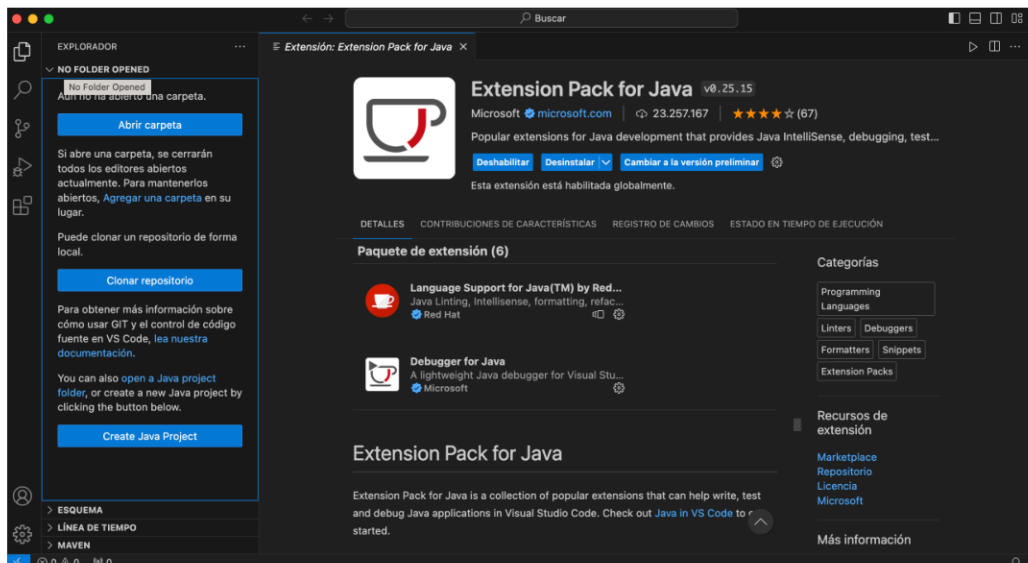 Buscar
EXPLORADOR
NO FOLDER OPENED
No Folder Opened
Aún no ha abierto una carpeta.
Abrir carpeta
Si abre una carpeta, se cerrarán
todos los editores abiertos
actualmente. Para mantenerlos
abiertos, Agregar una carpeta en su
lugar.
Puede clonar un repositorio de forma
local.
Clonar repositorio
Para obtener más información sobre
cómo usar GIT y el control de código
fuente en VS Code, lea nuestra
documentación.
You can also open a Java project
folder, or create a new Java project by
clicking the button below.
Create Java Project
ESQUEMA
LÍNEA DE TIEMPO
MAVEN
Extensión: Extension Pack for Java
Extension Pack for Java v0.25.15
Microsoft microsoft.com 23.257.167 (67)
Popular extensions for Java development that provides Java IntelliSense, debugging, test...
Deshabilitar Desinstalar Cambiar a la versión preliminar
Esta extensión está habilitada globalmente.
DETALLES CONTRIBUCIONES DE CARACTERÍSTICAS REGISTRO DE CAMBIOS ESTADO EN TIEMPO DE EJECUCIÓN
Paquete de extensión (6)
Language Support for Java(TM) by Red...
Java Linting, Intellisense, formatting, refac...
Red Hat
Debugger for Java
A lightweight Java debugger for Visual Stu...
Microsoft
Extension Pack for Java
Extension Pack for Java is a collection of popular extensions that can help write, test
and debug Java applications in Visual Studio Code. Check out Java in VS Code to
started.
Categorías
Programming
Languages
Linters Debuggers
Formatters Snippets
Extension Packs
Recursos de
extensión
Marketplace
Repositorio
Licencia
Microsoft
Más información